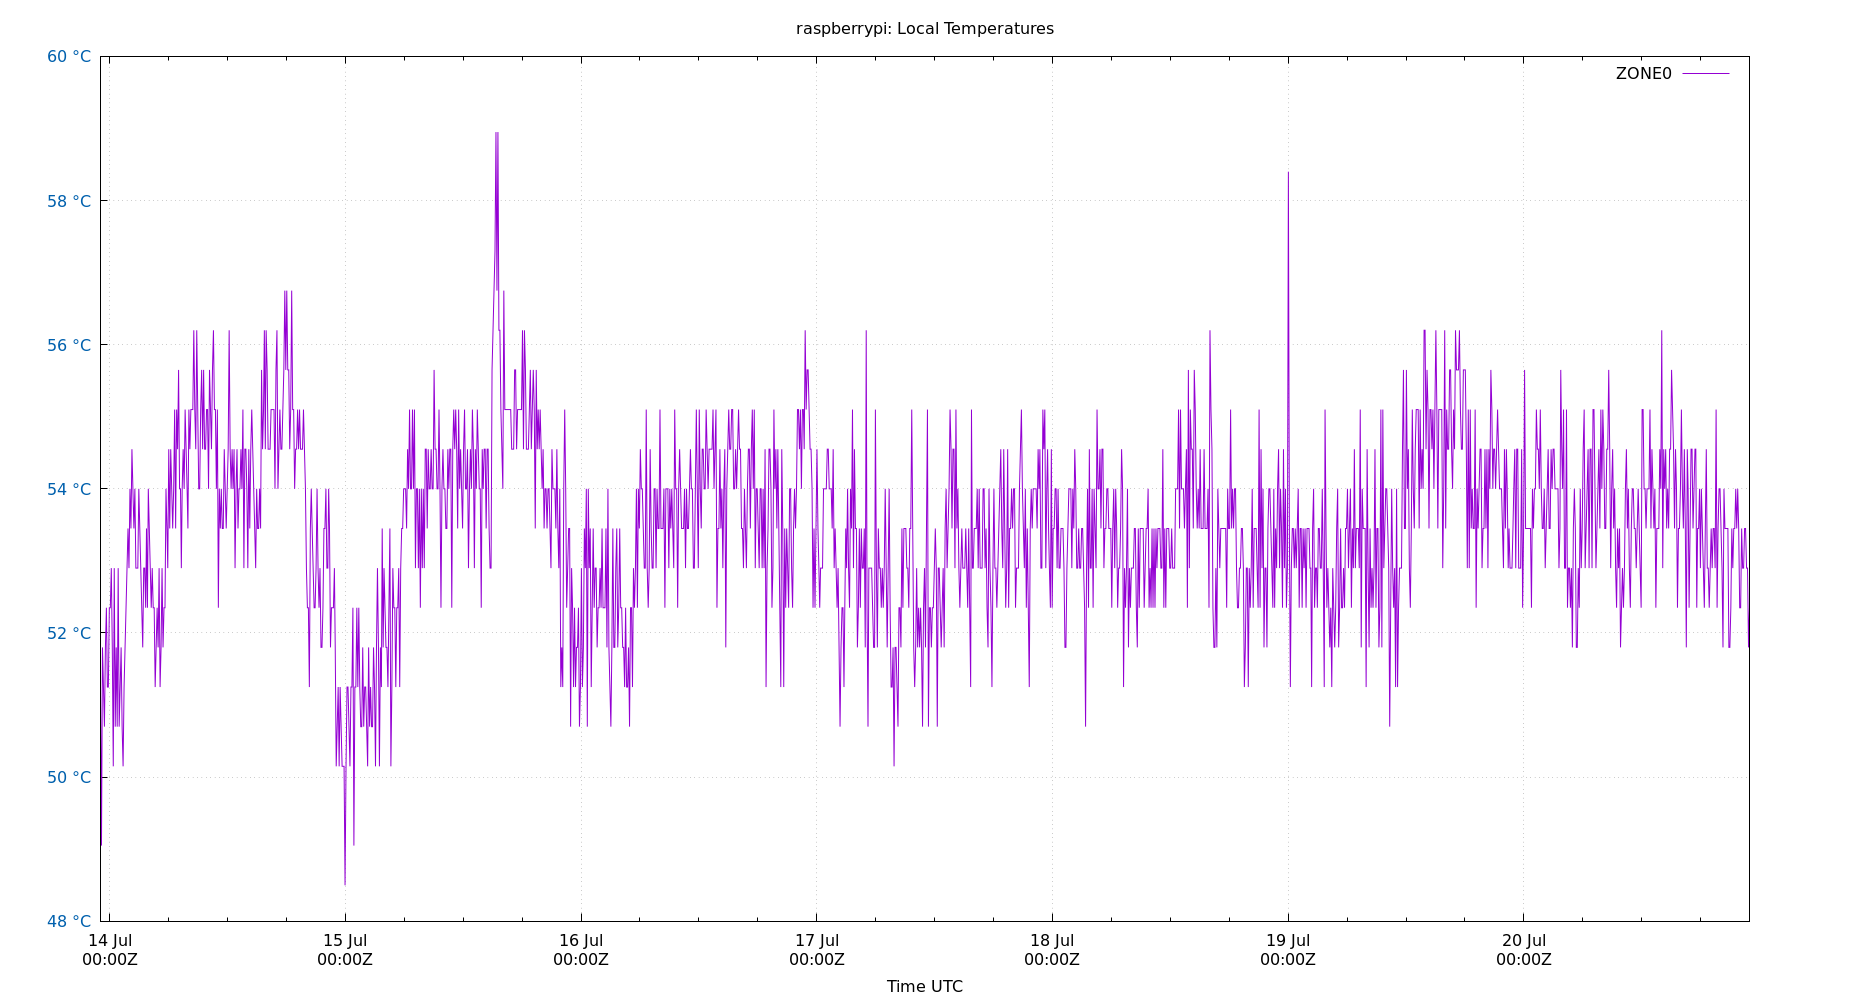 raspberrypi: Local Temperatures
60 °C
ZONE0
58 °C
56 °C
54 °C
52 °C
50 °C
48 °C
14 Jul 15 Jul 16 Jul 17 Jul 18 Jul 19 Jul 20 Jul
00:00Z 00:00Z 00:00Z 00:00Z 00:00Z 00:00Z 00:00Z
Time UTC